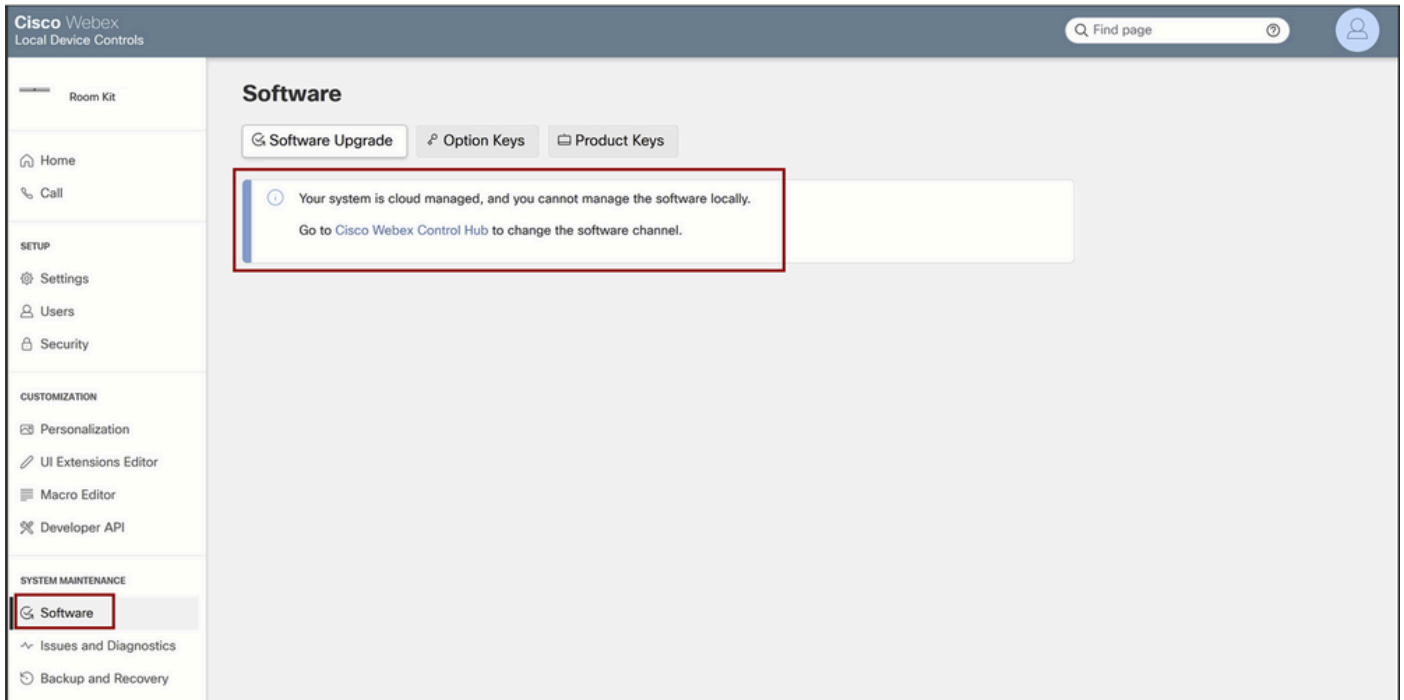 Cisco Webex
Local Device Controls
Find page
Room Kit
Home
Call
SETUP
Settings
Users
Security
CUSTOMIZATION
Personalization
UI Extensions Editor
Macro Editor
Developer API
SYSTEM MAINTENANCE
Software
Issues and Diagnostics
Backup and Recovery
Software
Software Upgrade Option Keys Product Keys
Your system is cloud managed, and you cannot manage the software locally.
Go to Cisco Webex Control Hub to change the software channel.